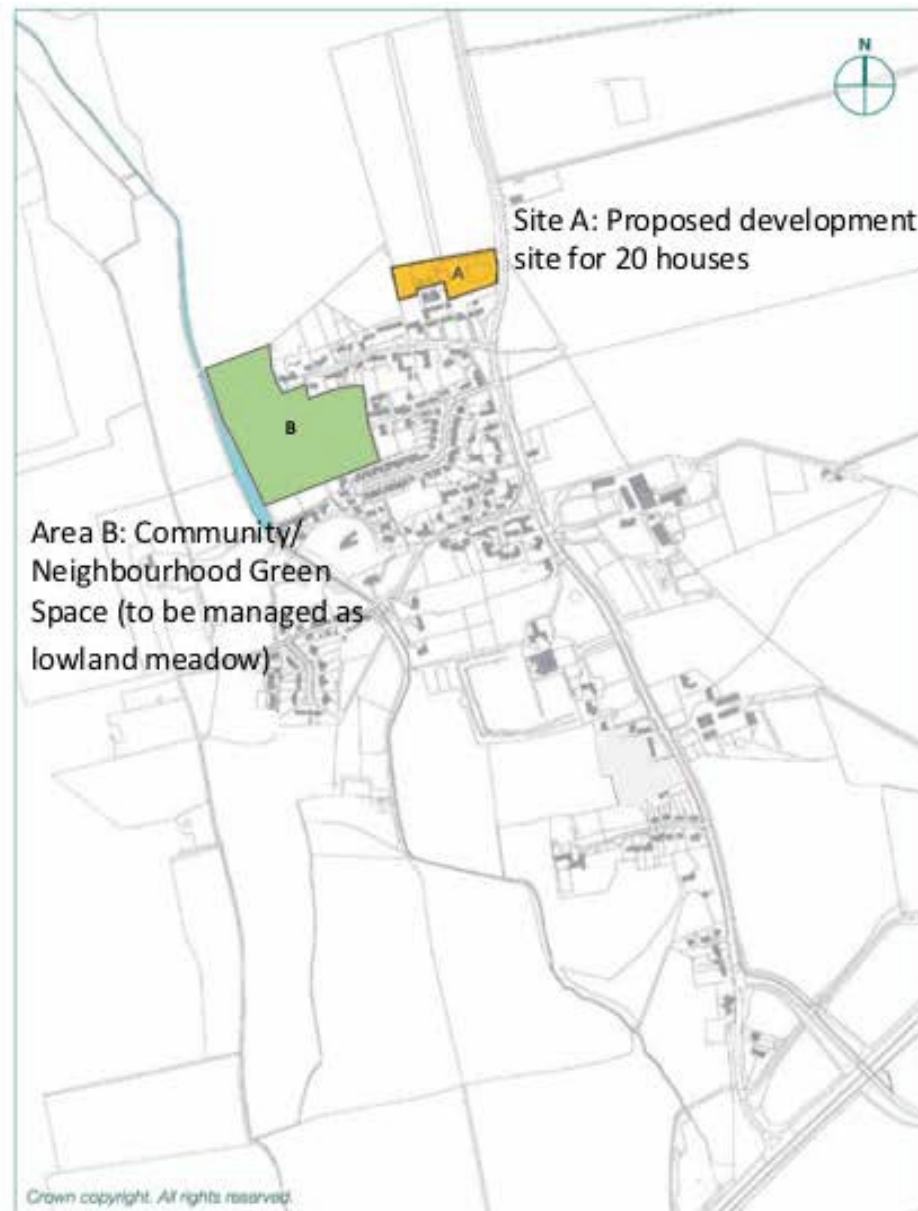 N
Site A: Proposed development
site for 20 houses
A
B
Area B: Community/
Neighbourhood Green
Space (to be managed as
lowland meadow)
Crown copyright. All rights reserved.